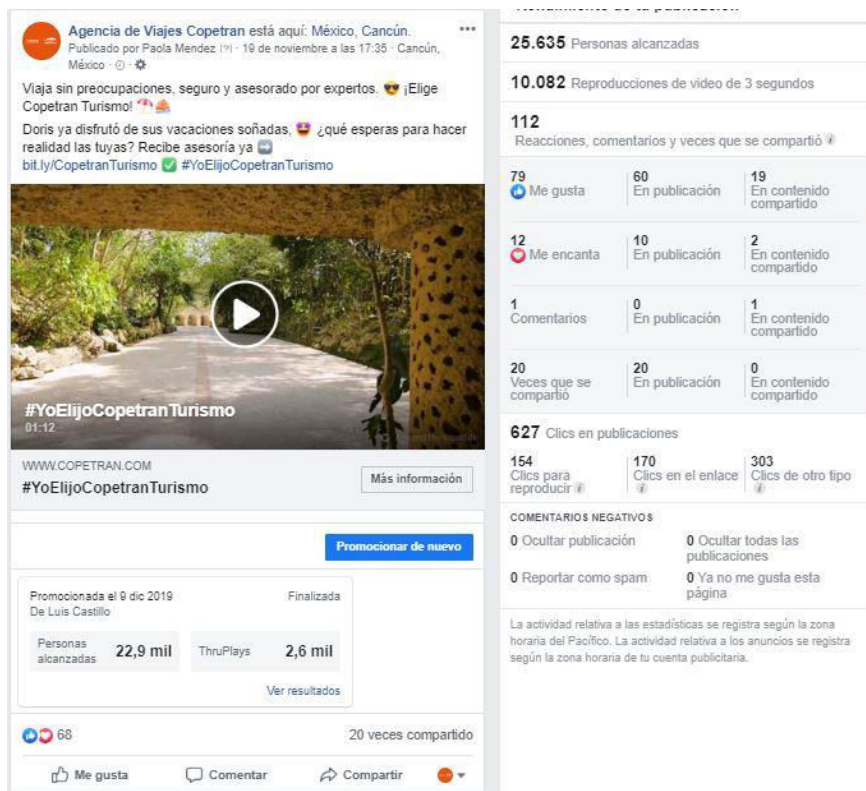 Agencia de Viajes Copetran está aquí: México, Cancún.
Publicado por Paola Mendez [?] · 19 de noviembre a las 17:35 · Cancún,
México ·
Viaja sin preocupaciones, seguro y asesorado por expertos. 😎 ¡Elige
Copetran Turismo! ⛱️⛵
Doris ya disfrutó de sus vacaciones soñadas, 🤩 ¿qué esperas para hacer
realidad las tuyas? Recibe asesoría ya ➡️
bit.ly/CopetranTurismo ✅ #YoElijoCopetranTurismo
#YoElijoCopetranTurismo
01:12
WWW.COPETRAN.COM
#YoElijoCopetranTurismo
Más información
Promocionar de nuevo
Promocionada el 9 dic 2019
Finalizada
De Luis Castillo
Personas
alcanzadas
22,9 mil
ThruPlays
2,6 mil
Ver resultados
68
20 veces compartido
Me gusta
Comentar
Compartir
Rendimiento de tu publicación
25.635 Personas alcanzadas
10.082 Reproducciones de video de 3 segundos
112
Reacciones, comentarios y veces que se compartió
79
Me gusta
60
En publicación
19
En contenido
compartido
12
Me encanta
10
En publicación
2
En contenido
compartido
1
Comentarios
0
En publicación
1
En contenido
compartido
20
Veces que se
compartió
20
En publicación
0
En contenido
compartido
627 Clics en publicaciones
154
Clics para
reproducir
170
Clics en el enlace
303
Clics de otro tipo
COMENTARIOS NEGATIVOS
0 Ocultar publicación
0 Ocultar todas las
publicaciones
0 Reportar como spam
0 Ya no me gusta esta
página
La actividad relativa a las estadísticas se registra según la zona
horaria del Pacífico. La actividad relativa a los anuncios se registra
según la zona horaria de tu cuenta publicitaria.